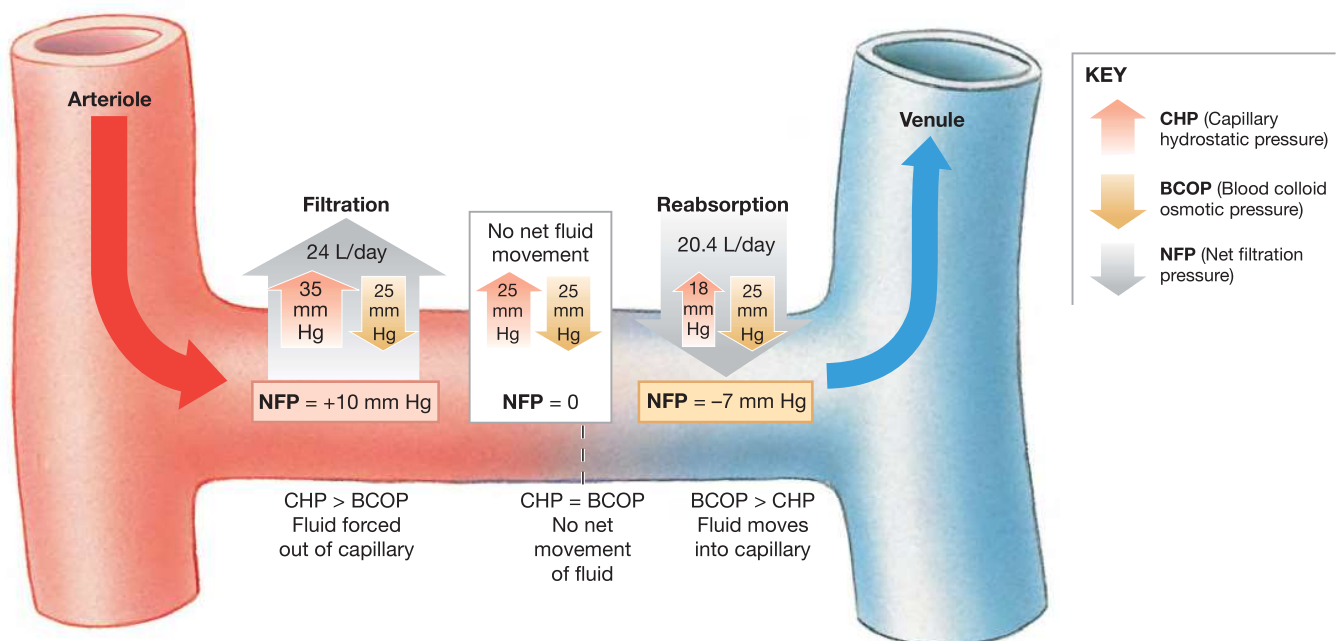 Arteriole
Venule
Filtration
24 L/day
35
mm
Hg
25
mm
Hg
NFP = +10 mm Hg
CHP > BCOP
Fluid forced
out of capillary
No net fluid
movement
25
mm
Hg
25
mm
Hg
NFP = 0
CHP = BCOP
No net
movement
of fluid
Reabsorption
20.4 L/day
18
mm
Hg
25
mm
Hg
NFP = –7 mm Hg
BCOP > CHP
Fluid moves
into capillary
KEY
CHP (Capillary
hydrostatic pressure)
BCOP (Blood colloid
osmotic pressure)
NFP (Net filtration
pressure)